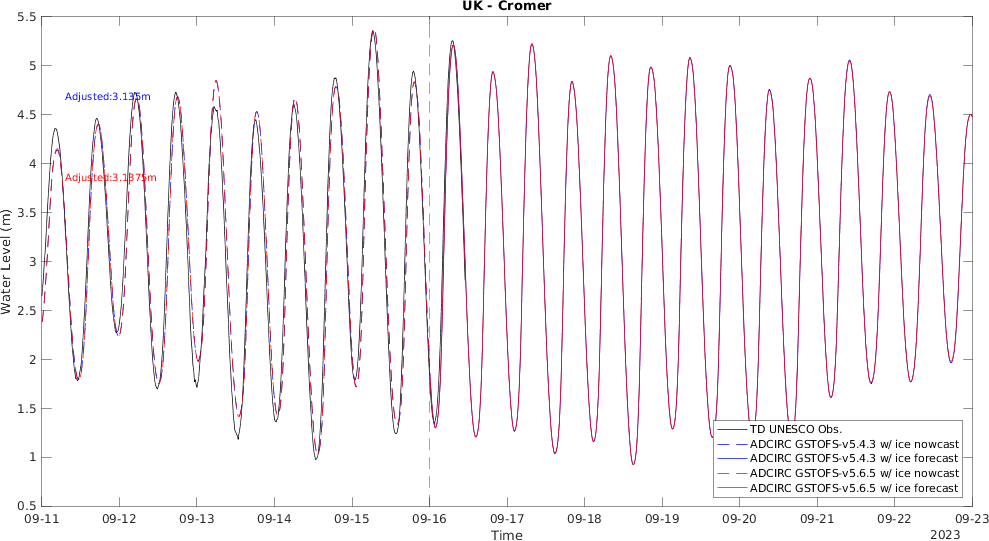 UK - Cromer
5.5
5
4.5
4
3.5
3
2.5
2
1.5
1
0.5
Water Level (m)
Adjusted:3.135m
Adjusted:3.1375m
TD UNESCO Obs.
ADCIRC GSTOFS-v5.4.3 w/ ice nowcast
ADCIRC GSTOFS-v5.4.3 w/ ice forecast
ADCIRC GSTOFS-v5.6.5 w/ ice nowcast
ADCIRC GSTOFS-v5.6.5 w/ ice forecast
09-11 09-12 09-13 09-14 09-15 09-16 09-17 09-18 09-19 09-20 09-21 09-22 09-23
Time
2023